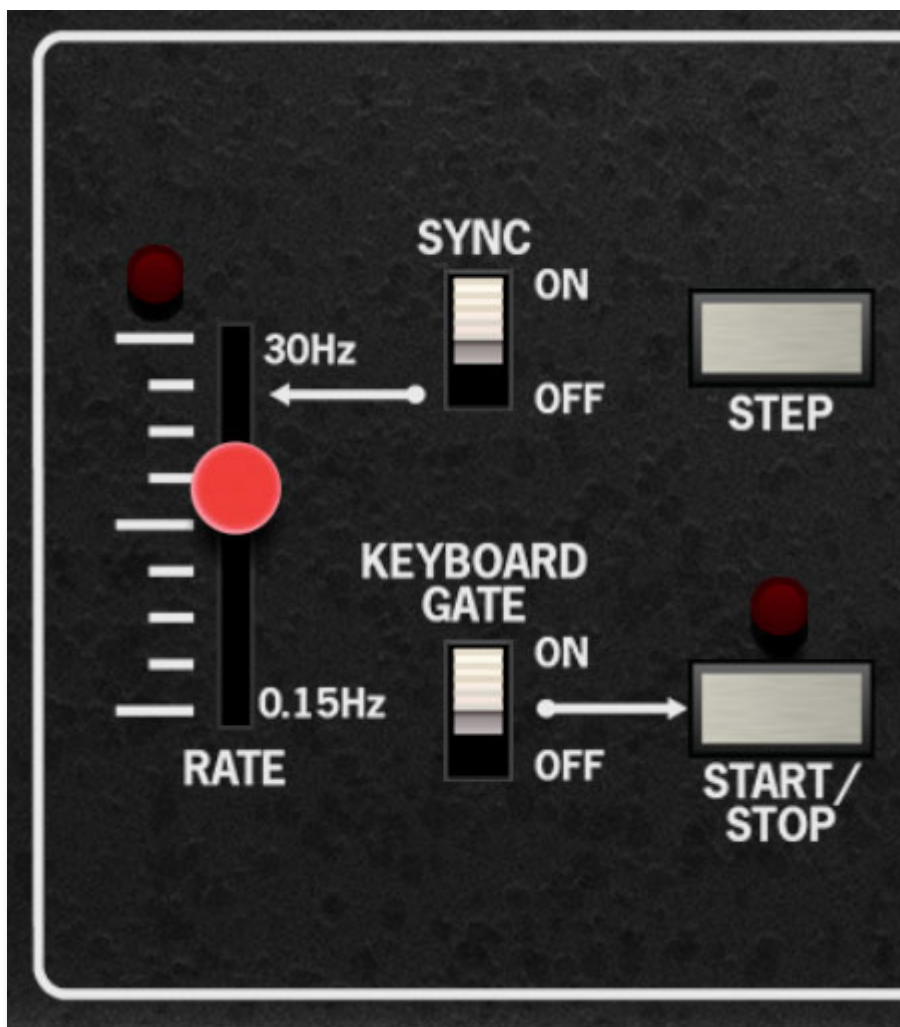 SYNC
ON
30Hz
OFF
STEP
KEYBOARD
GATE
ON
0.15Hz
OFF
RATE
START/
STOP